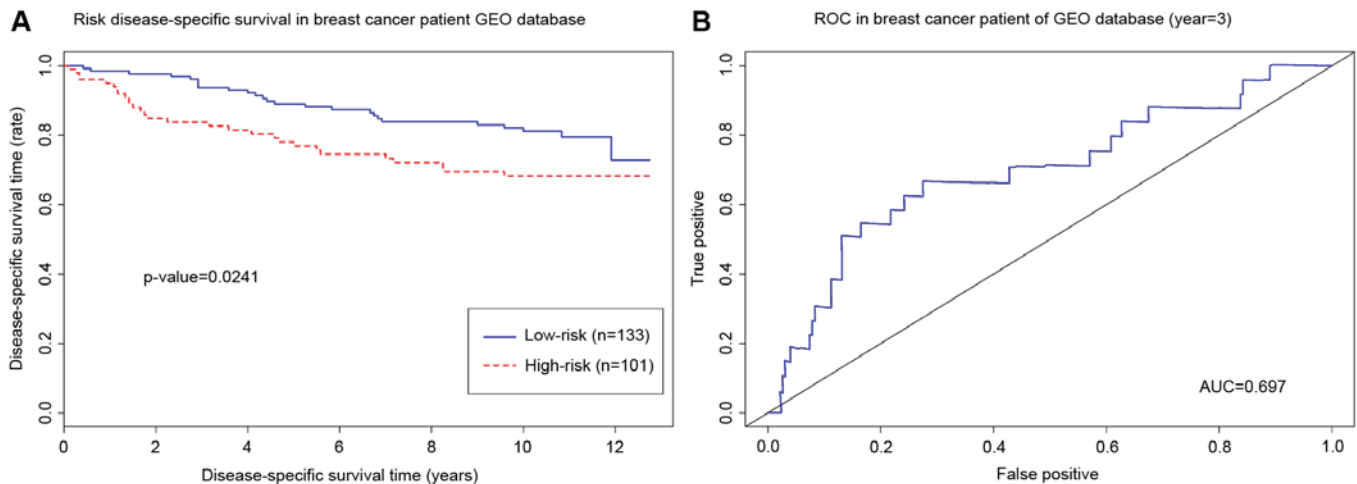 A
Risk disease-specific survival in breast cancer patient GEO database
Disease-specific survival time (rate)
1.0
0.8
0.6
0.4
0.2
0.0
p-value=0.0241
Low-risk (n=133)
High-risk (n=101)
0 2 4 6 8 10 12
Disease-specific survival time (years)
B
ROC in breast cancer patient of GEO database (year=3)
True positive
1.0
0.8
0.6
0.4
0.2
0.0
AUC=0.697
0.0 0.2 0.4 0.6 0.8 1.0
False positive